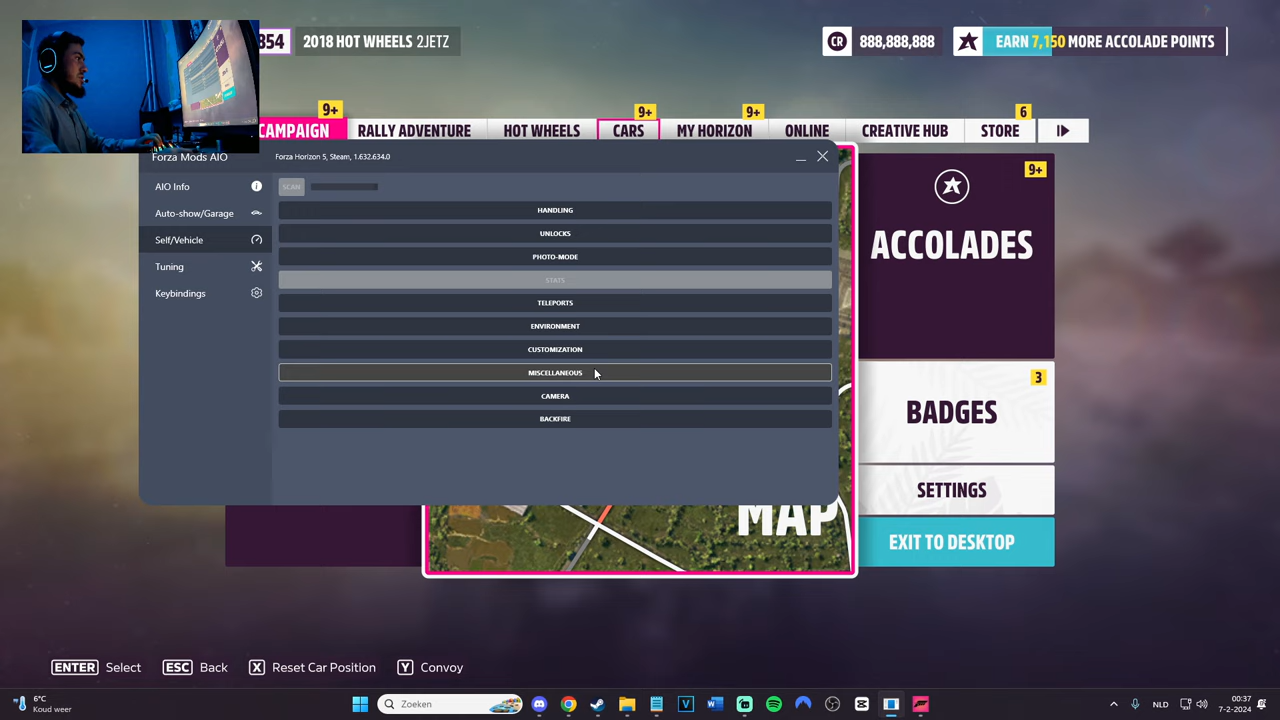 854
2018 HOT WHEELS 2JETZ
CR
888,888,888
EARN 7,150 MORE ACCOLADE POINTS
9+
9+
9+
6
CAMPAIGN
RALLY ADVENTURE
HOT WHEELS
CARS
MY HORIZON
ONLINE
CREATIVE HUB
STORE
Forza Mods AIO
Forza Horizon 5, Steam, 1.632.634.0
AIO Info
Auto-show/Garage
Self/Vehicle
Tuning
Keybindings
SCAN
HANDLING
UNLOCKS
PHOTO-MODE
STATS
TELEPORTS
ENVIRONMENT
CUSTOMIZATION
MISCELLANEOUS
CAMERA
BACKFIRE
9+
ACCOLADES
3
BADGES
SETTINGS
MAP
EXIT TO DESKTOP
ENTER Select
ESC Back
X Reset Car Position
Y Convoy
6°C
Koud weer
Zoeken
NLD
00:37
7-2-2024